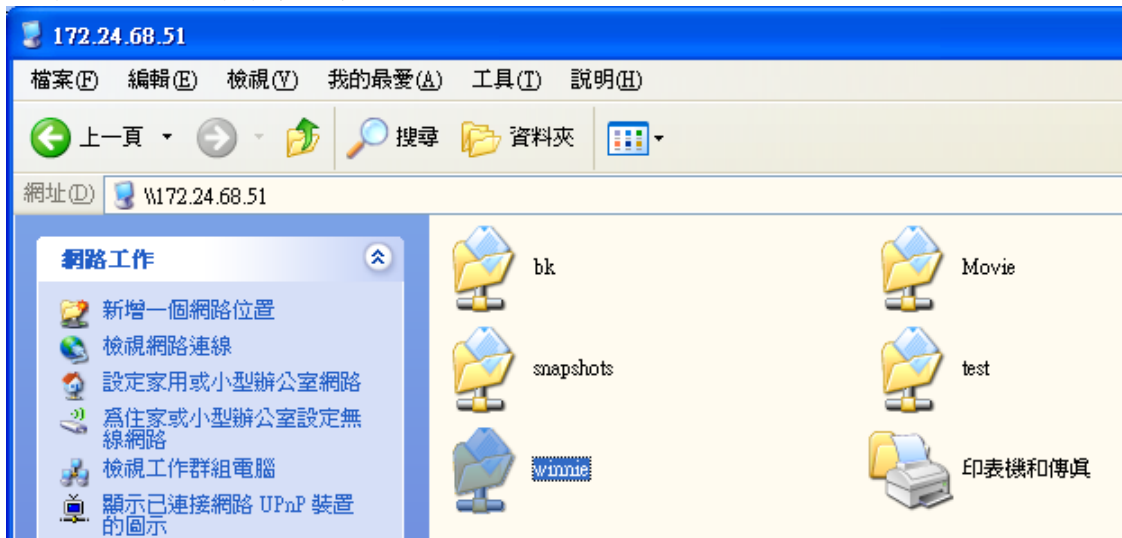 172.24.68.51
檔案(F) 編輯(E) 檢視(V) 我的最愛(A) 工具(T) 說明(H)
上一頁 搜尋 資料夾
網址(D) \\172.24.68.51
網路工作
新增一個網路位置
檢視網路連線
設定家用或小型辦公室網路
為住家或小型辦公室設定無
線網路
檢視工作群組電腦
顯示已連接網路 UPnP 裝置
的圖示
bk Movie
snapshots test
winnie 印表機和傳真